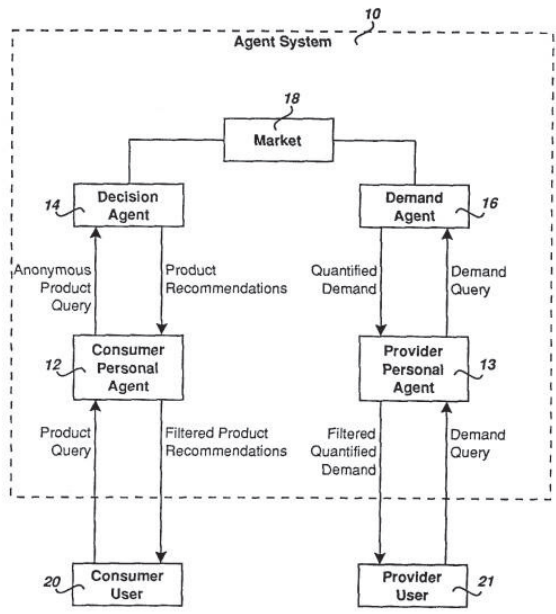 10
Agent System
18
Market
Decision
Agent
14
Demand
Agent
16
Anonymous
Product
Query
Product
Recommendations
Quantified
Demand
Demand
Query
Consumer
Personal
Agent
12
Provider
Personal
Agent
13
Product
Query
Filtered Product
Recommendations
Filtered
Quantified
Demand
Demand
Query
Consumer
User
20
Provider
User
21